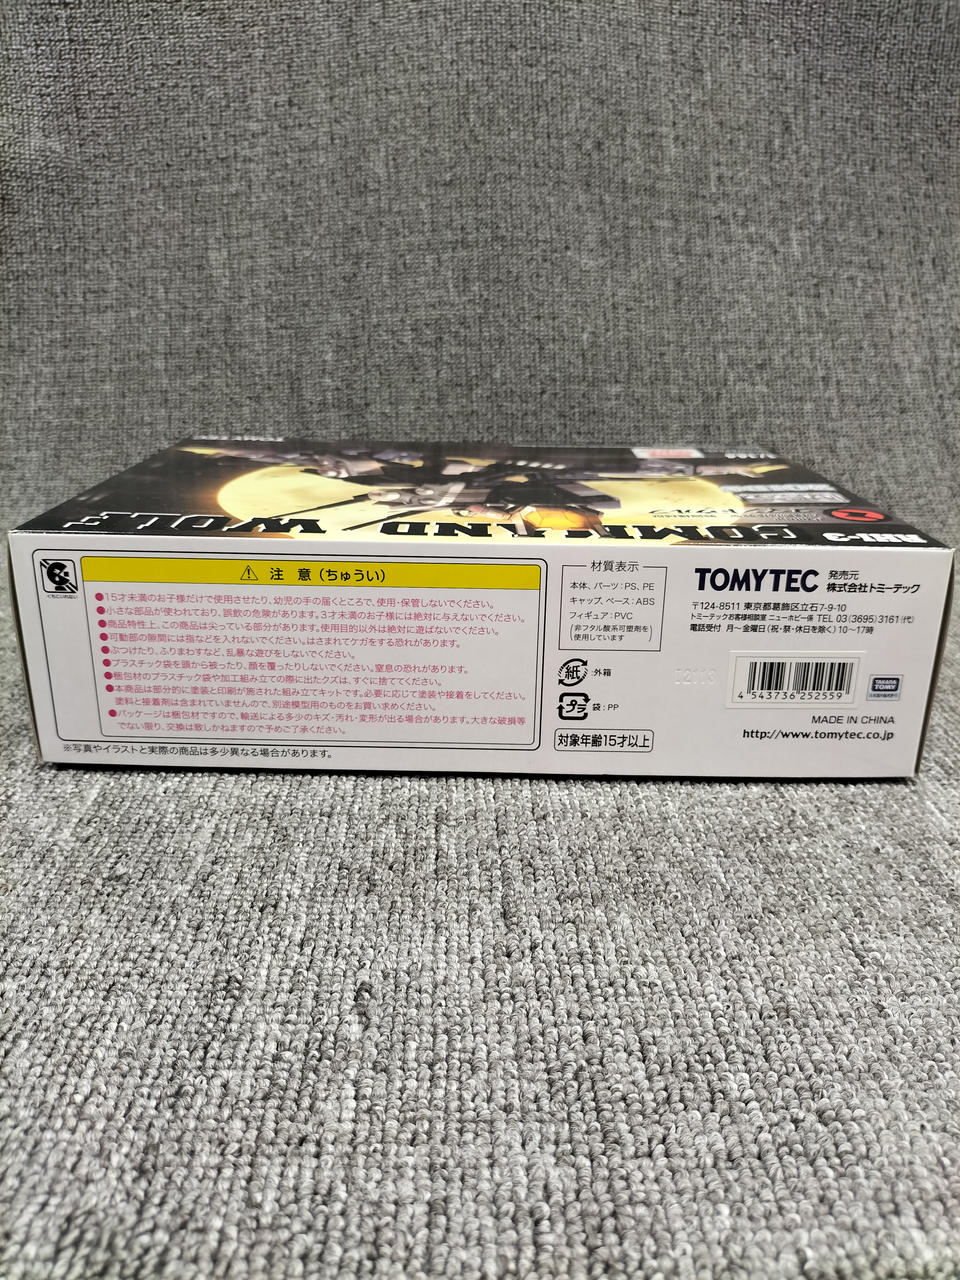 COMMAND WOLF
コマンドウルフ
くちにいれない
注 意 (ちゅうい)
●15才未満のお子様だけで使用させたり、幼児の手の届くところで、使用・保管しないでください。
●小さな部品が使われており、誤飲の危険があります。3才未満のお子様には絶対に与えないでください。
●商品特性上、この商品は尖っている部分があります。使用目的以外は絶対に遊ばないでください。
●可動部の隙間には指などを入れないでください。はさまれてケガをする恐れがあります。
●ぶつけたり、ふりまわすなど、乱暴な遊びをしないでください。
●プラスチック袋を頭から被ったり、顔を覆ったりしないでください。窒息の恐れがあります。
●梱包材のプラスチック袋や加工組み立ての際に出たクズは、すぐに捨ててください。
●本商品は部分的に塗装と印刷が施された組み立てキットです。必要に応じて塗装や接着をしてください。
塗料と接着剤は含まれていませんので、別途模型用のものをお買い求めください。
●パッケージは梱包材ですので、輸送による多少のキズ・汚れ・変形が出る場合があります。大きな破損等
でない限り、交換は致しかねますので予めご了承ください。
※写真やイラストと実際の商品は多少異なる場合があります。
材質表示
本体、パーツ：PS、PE
キャップ、ベース：ABS
フィギュア：PVC
(非フタル酸系可塑剤を
使用しています)
紙 :外箱
プラ 袋：PP
対象年齢15才以上
TOMYTEC 発売元
株式会社トミーテック
〒124-8511 東京都葛飾区立石7-9-10
トミーテックお客様相談室 ニューホビー係 TEL 03(3695)3161(代)
電話受付 月～金曜日(祝・祭・休日を除く)10～17時
4 543736 252559
TAKARA TOMY
MADE IN CHINA
http://www.tomytec.co.jp